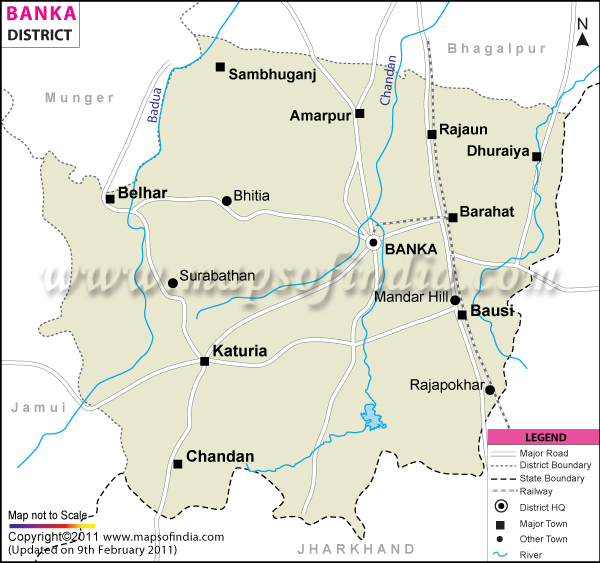 BANKA
DISTRICT
N
Bhagalpur
Munger
Sambhuganj
Chandan
Badua
Amarpur
Rajaun
Dhuraiya
Belhar
Bhitia
Barahat
BANKA
Surabathan
www.mapsofindia.com
Mandar Hill
Bausi
Katuria
Rajapokhar
Jamui
Chandan
JHARKHAND
LEGEND
Major Road
District Boundary
State Boundary
Railway
District HQ
Major Town
Other Town
River
Map not to Scale
Copyright©2011 www.mapsofindia.com
(Updated on 9th February 2011)